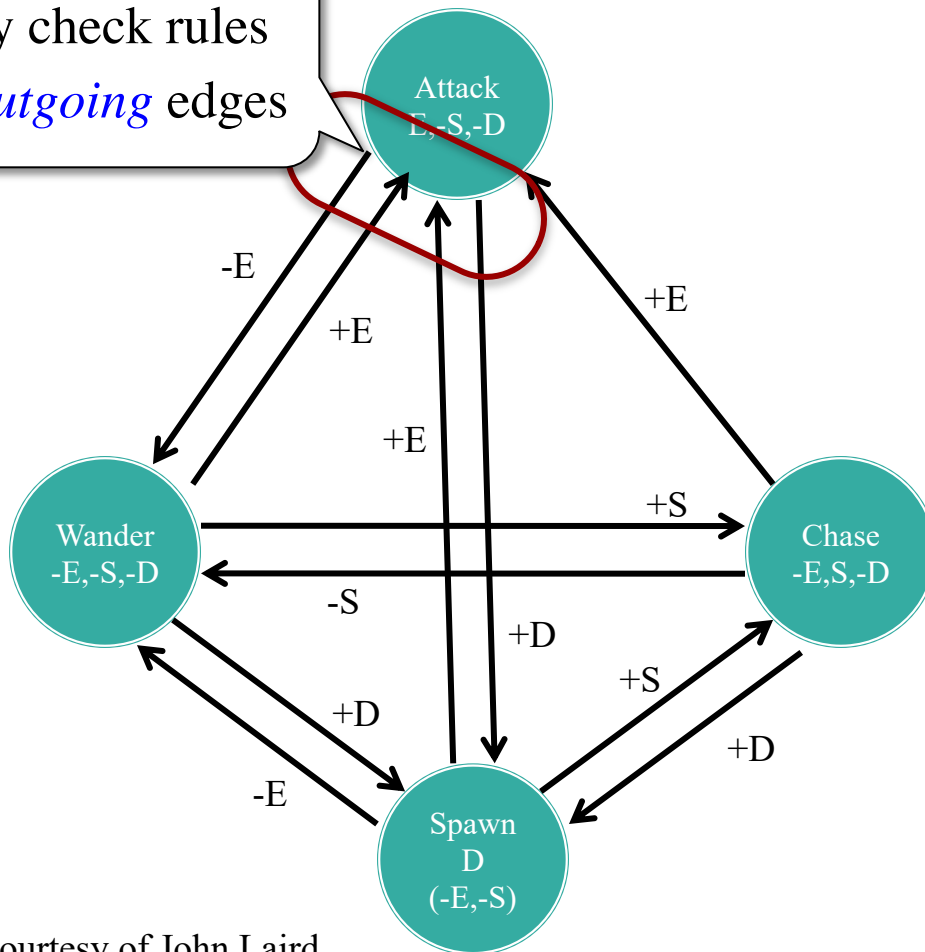 y check rules
utgoing edges
Attack
E,-S,-D
-E
+E
+E
+E
+S
Wander
-E,-S,-D
Chase
-E,S,-D
-S
+D
+S
+D
+D
-E
Spawn
D
(-E,-S)
ourtesy of John Laird